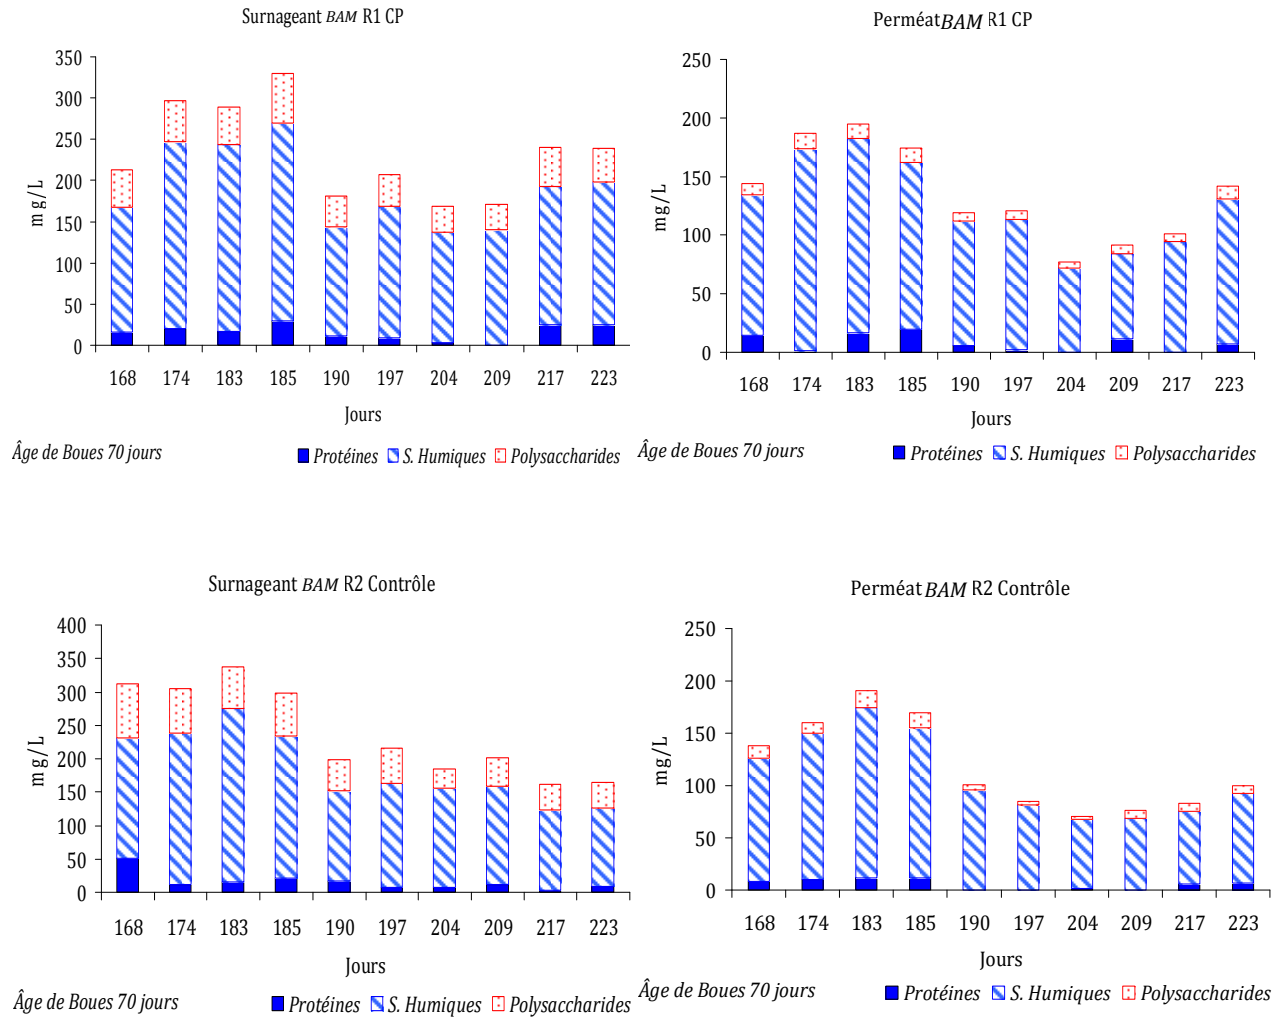 Surnageant BAM R1 CP
350
300
250
200
150
100
50
0
mg/L
168 174 183 185 190 197 204 209 217 223
Jours
Âge de Boues 70 jours
Protéines S. Humiques Polysaccharides
Perméat BAM R1 CP
250
200
150
100
50
0
mg/L
168 174 183 185 190 197 204 209 217 223
Jours
Âge de Boues 70 jours
Protéines S. Humiques Polysaccharides
Surnageant BAM R2 Contrôle
400
350
300
250
200
150
100
50
0
mg/L
168 174 183 185 190 197 204 209 217 223
Jours
Âge de Boues 70 jours
Protéines S. Humiques Polysaccharides
Perméat BAM R2 Contrôle
250
200
150
100
50
0
mg/L
168 174 183 185 190 197 204 209 217 223
Jours
Âge de Boues 70 jours
Protéines S. Humiques Polysaccharides